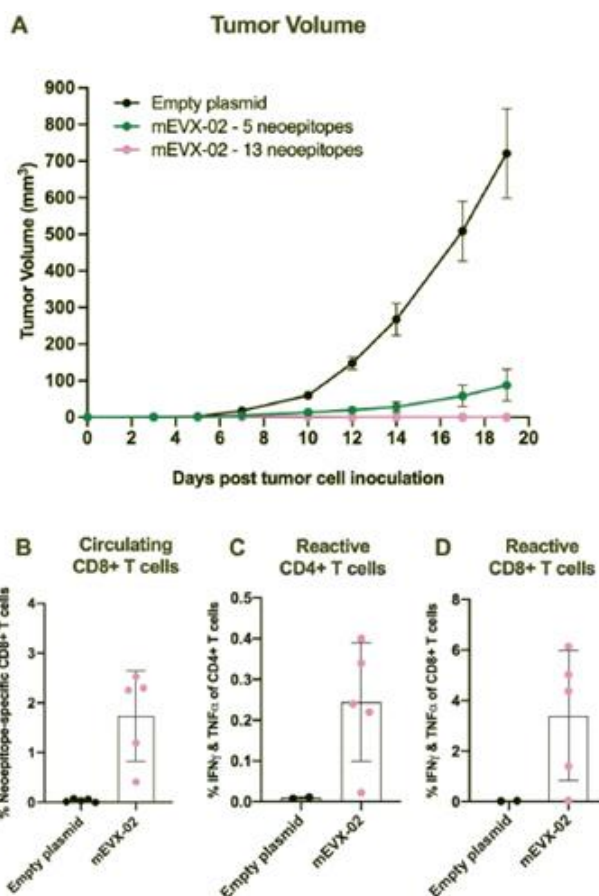 A
Tumor Volume
Tumor Volume (mm³)
900
800
700
600
500
400
300
200
100
0
Empty plasmid
mEVX-02 - 5 neoepitopes
mEVX-02 - 13 neoepitopes
0 2 4 6 8 10 12 14 16 18 20
Days post tumor cell inoculation
B
Circulating
CD8+ T cells
% Neoepitope-specific CD8+ T cells
4
3
2
1
0
Empty plasmid
mEVX-02
C
Reactive
CD4+ T cells
% IFNγ & TNFα of CD4+ T cells
0.5
0.4
0.3
0.2
0.1
0.0
Empty plasmid
mEVX-02
D
Reactive
CD8+ T cells
% IFNγ & TNFα of CD8+ T cells
8
6
4
2
0
Empty plasmid
mEVX-02